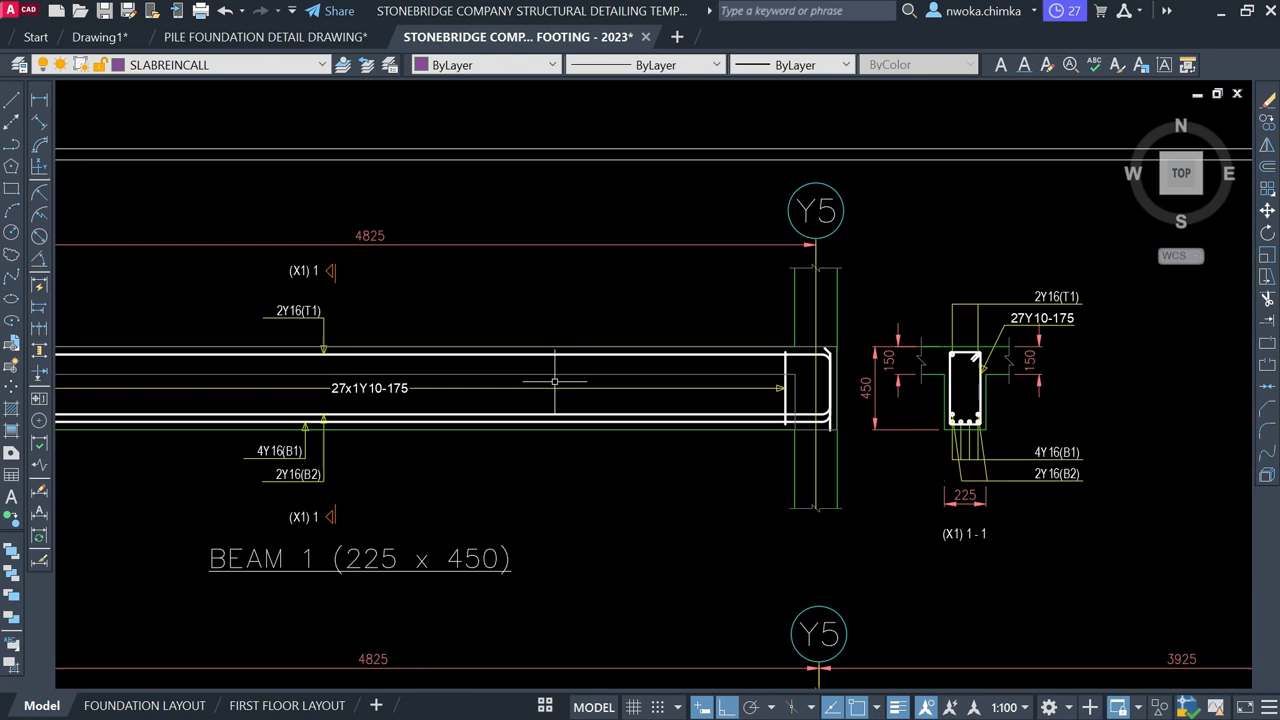 CAD
Share
STONEBRIDGE COMPANY STRUCTURAL DETAILING TEMP...
Type a keyword or phrase
nwoka.chimka
27
Start
Drawing1*
PILE FOUNDATION DETAIL DRAWING*
STONEBRIDGE COMP... FOOTING - 2023*
SLABREINCALL
ByLayer
ByLayer
ByLayer
ByColor
N
W
TOP
E
S
WCS
Y5
4825
(X1) 1
2Y16(T1)
2Y16(T1)
27Y10-175
150
150
450
27x1Y10-175
4Y16(B1)
2Y16(B2)
4Y16(B1)
2Y16(B2)
225
(X1) 1
(X1) 1 - 1
BEAM 1 (225 x 450)
Y5
4825
3925
Model
FOUNDATION LAYOUT
FIRST FLOOR LAYOUT
MODEL
1:100